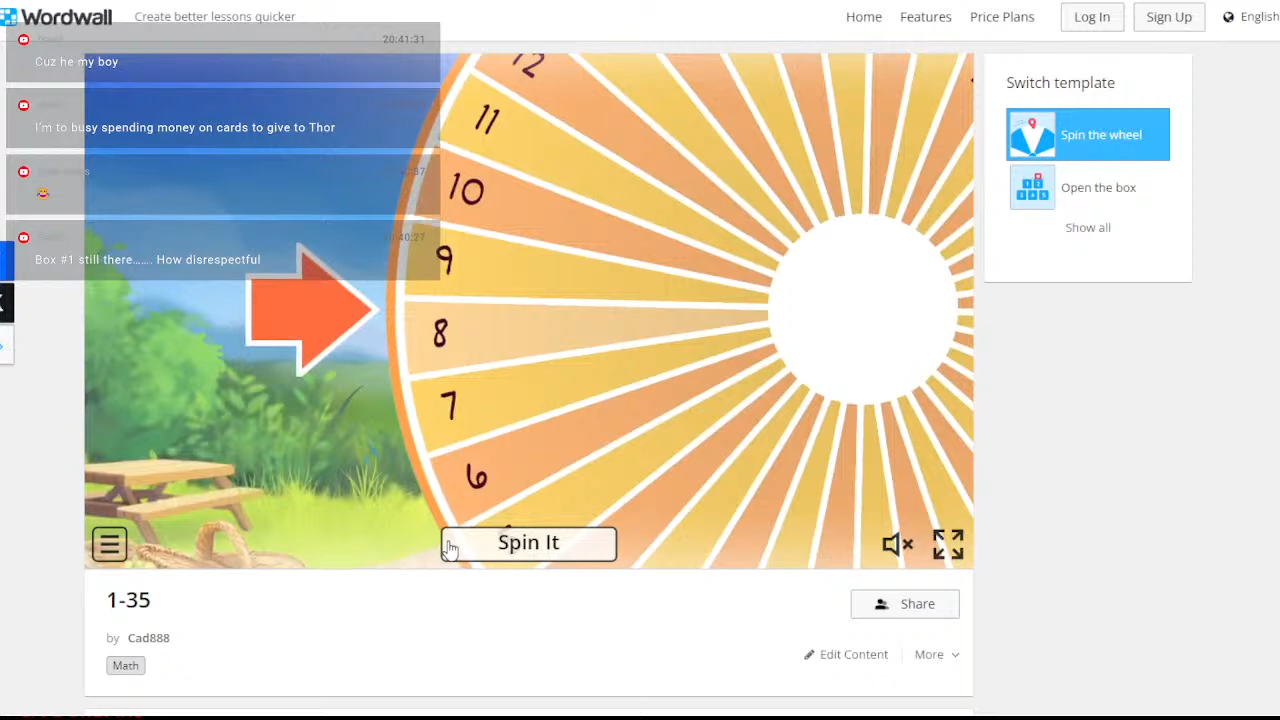 Wordwall
Create better lessons quicker
Home
Features
Price Plans
Log In
Sign Up
English
20:41:31
Cuz he my boy
I'm to busy spending money on cards to give to Thor
Box #1 still there....... How disrespectful
12
11
10
9
8
7
6
Spin It
Switch template
Spin the wheel
Open the box
Show all
1-35
Share
by Cad888
Edit Content
More
Math